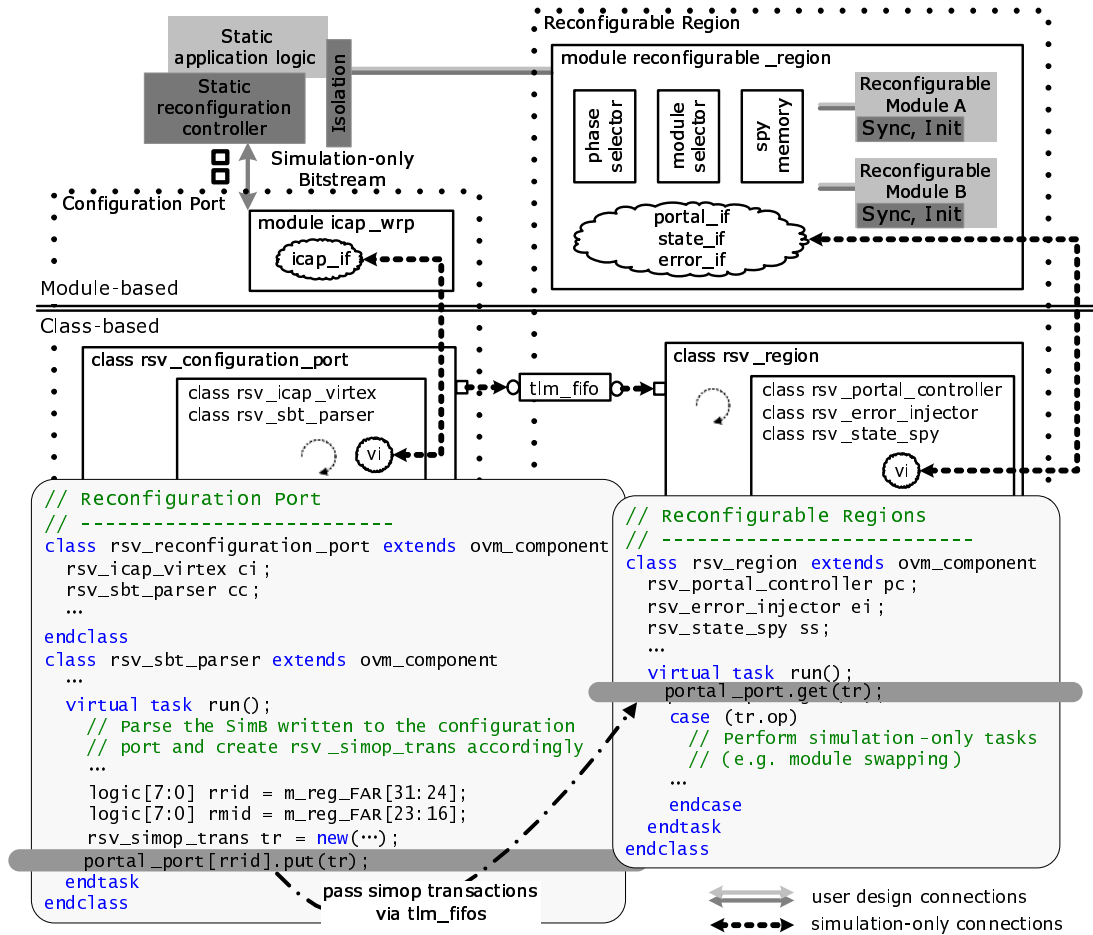 Static
application logic
Static
reconfiguration
controller
Isolation
Simulation-only
Bitstream
Configuration Port
module icap_wrp
icap_if
Module-based
Class-based
Reconfigurable Region
module reconfigurable_region
phase
selector
module
selector
spy
memory
Reconfigurable
Module A
Sync, Init
Reconfigurable
Module B
Sync, Init
portal_if
state_if
error_if
class rsv_configuration_port
class rsv_icap_virtex
class rsv_sbt_parser
vi
tlm_fifo
class rsv_region
class rsv_portal_controller
class rsv_error_injector
class rsv_state_spy
vi
// Reconfiguration Port
// --------------------------
class rsv_reconfiguration_port extends ovm_component
rsv_icap_virtex ci;
rsv_sbt_parser cc;
…
endclass
class rsv_sbt_parser extends ovm_component
…
virtual task run();
// Parse the SimB written to the configuration
// port and create rsv_simop_trans accordingly
…
logic[7:0] rrid = m_reg_FAR[31:24];
logic[7:0] rmid = m_reg_FAR[23:16];
rsv_simop_trans tr = new(…);
portal_port[rrid].put(tr);
endtask
endclass
// Reconfigurable Regions
// --------------------------
class rsv_region extends ovm_component
rsv_portal_controller pc;
rsv_error_injector ei;
rsv_state_spy ss;
…
virtual task run();
portal_port.get(tr);
case (tr.op)
// Perform simulation-only tasks
// (e.g. module swapping)
…
endcase
endtask
endclass
pass simop transactions
via tlm_fifos
user design connections
simulation-only connections